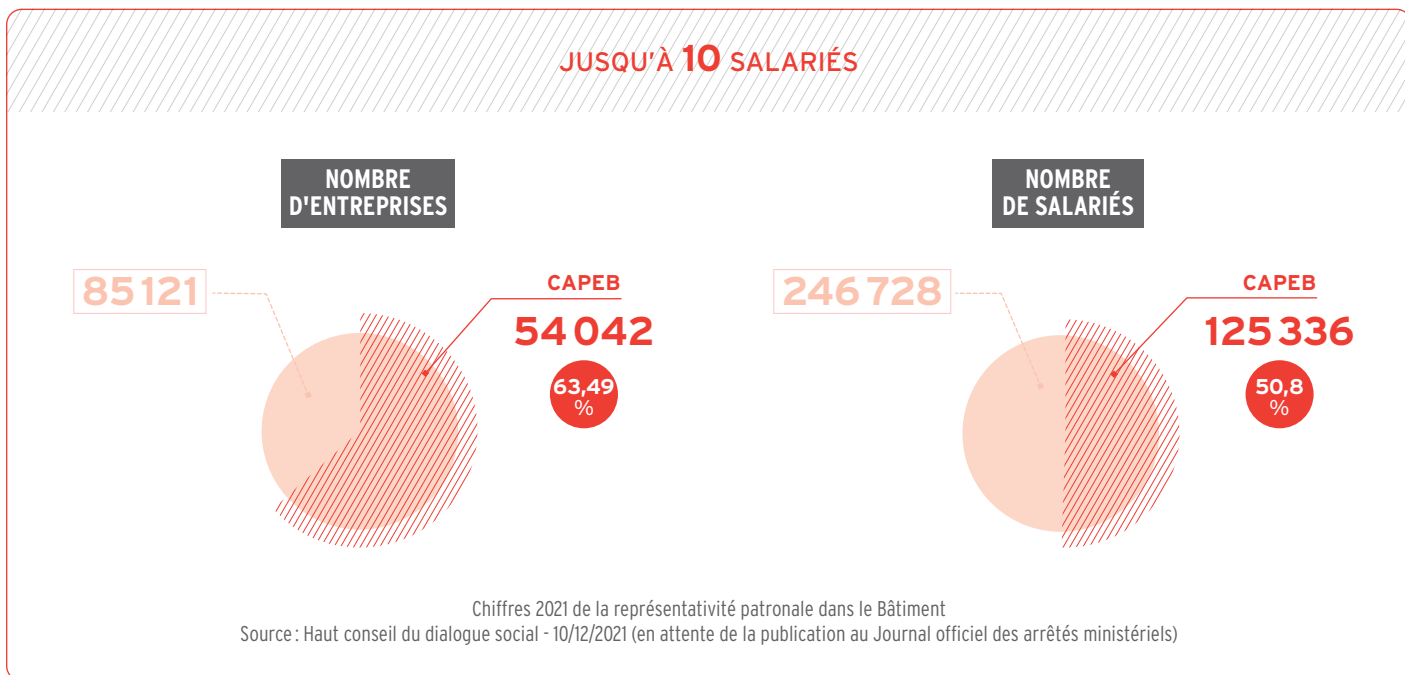 JUSQU'À 10 SALARIÉS
NOMBRE
D'ENTREPRISES
85 121
CAPEB
54 042
63,49
%
NOMBRE
DE SALARIÉS
246 728
CAPEB
125 336
50,8
%
Chiffres 2021 de la représentativité patronale dans le Bâtiment
Source : Haut conseil du dialogue social - 10/12/2021 (en attente de la publication au Journal officiel des arrêtés ministériels)